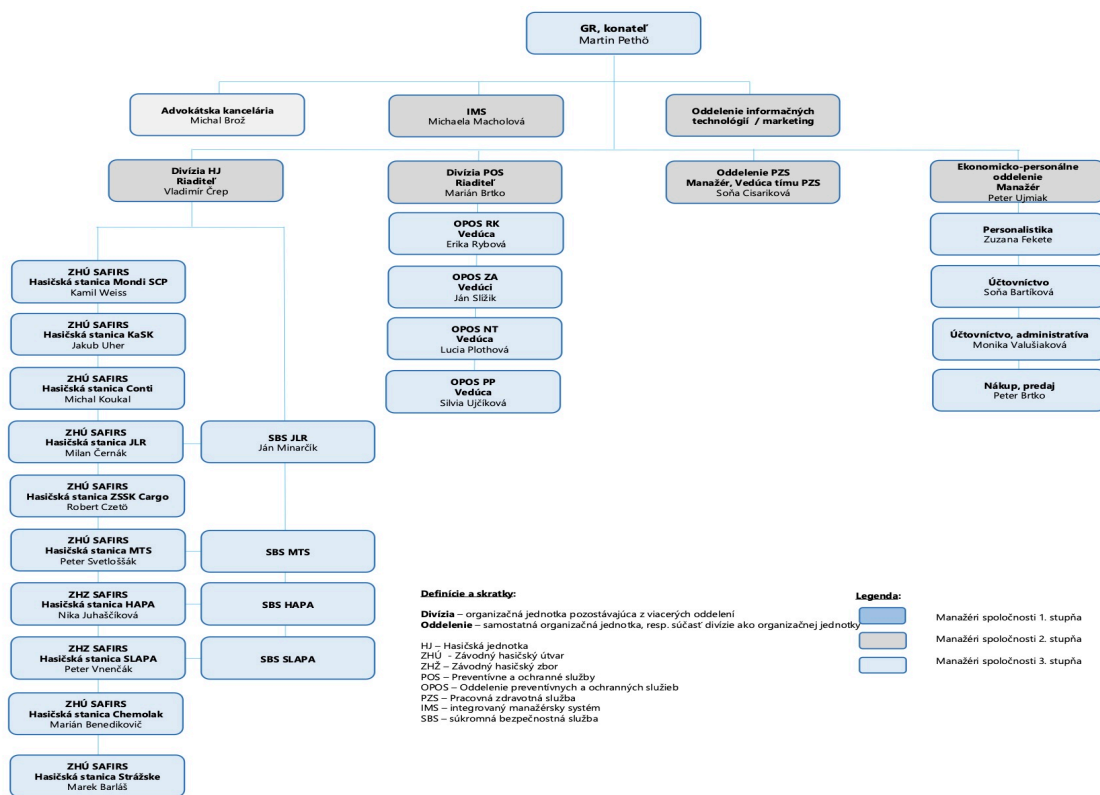 GR, konateľ
Martin Pethö
Advokátska kancelária
Michal Brož
IMS
Michaela Macholová
Oddelenie informačných
technológií / marketing
Divízia HJ
Riaditeľ
Vladimír Črep
Divízia POS
Riaditeľ
Marián Brtko
Oddelenie PZS
Manažér, Vedúca tímu PZS
Soňa Cisariková
Ekonomicko-personálne
oddelenie
Manažér
Peter Ujmiak
OPOS RK
Vedúca
Erika Rybová
OPOS ZA
Vedúci
Ján Slížik
OPOS NT
Vedúca
Lucia Plothová
OPOS PP
Vedúca
Silvia Ujčíková
Personalistika
Zuzana Fekete
Účtovníctvo
Soňa Bartíková
Účtovníctvo, administratíva
Monika Valušiaková
Nákup, predaj
Peter Brtko
ZHÚ SAFIRS
Hasičská stanica Mondi SCP
Kamil Weiss
ZHÚ SAFIRS
Hasičská stanica KaSK
Jakub Uher
ZHÚ SAFIRS
Hasičská stanica Conti
Michal Koukal
ZHÚ SAFIRS
Hasičská stanica JLR
Milan Černák
SBS JLR
Ján Minarčík
ZHÚ SAFIRS
Hasičská stanica ZSSK Cargo
Robert Czetö
ZHÚ SAFIRS
Hasičská stanica MTS
Peter Svetloššák
SBS MTS
ZHZ SAFIRS
Hasičská stanica HAPA
Nika Juhaščíková
SBS HAPA
ZHZ SAFIRS
Hasičská stanica SLAPA
Peter Vnenčák
SBS SLAPA
ZHÚ SAFIRS
Hasičská stanica Chemolak
Marián Benedikovič
ZHÚ SAFIRS
Hasičská stanica Strážske
Marek Barláš
Definície a skratky:
Divízia – organizačná jednotka pozostávajúca z viacerých oddelení
Oddelenie – samostatná organizačná jednotka, resp. súčasť divízie ako organizačnej jednotky
HJ – Hasičská jednotka
ZHÚ - Závodný hasičský útvar
ZHŽ – Závodný hasičský zbor
POS – Preventívne a ochranné služby
OPOS – Oddelenie preventívnych a ochranných služieb
PZS – Pracovná zdravotná služba
IMS – integrovaný manažérsky systém
SBS – súkromná bezpečnostná služba
Legenda:
Manažéri spoločnosti 1. stupňa
Manažéri spoločnosti 2. stupňa
Manažéri spoločnosti 3. stupňa